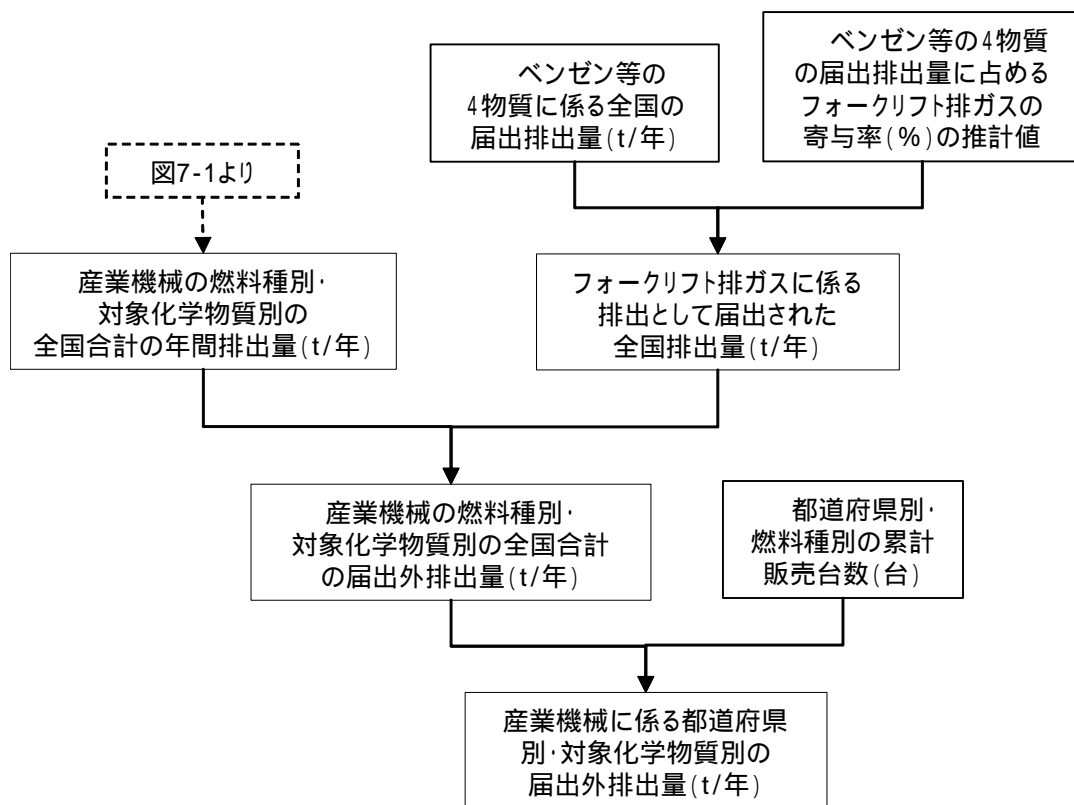 ベンゼン等の
4物質に係る全国の
届出排出量(t/年)
ベンゼン等の4物質
の届出排出量に占める
フォークリフト排ガスの
寄与率(%)の推計値
図7-1より
産業機械の燃料種別・
対象化学物質別の
全国合計の年間排出量(t/年)
フォークリフト排ガスに係る
排出として届出された
全国排出量(t/年)
産業機械の燃料種別・
対象化学物質別の全国合計
の届出外排出量(t/年)
都道府県別・
燃料種別の累計
販売台数(台)
産業機械に係る都道府県
別・対象化学物質別の
届出外排出量(t/年)